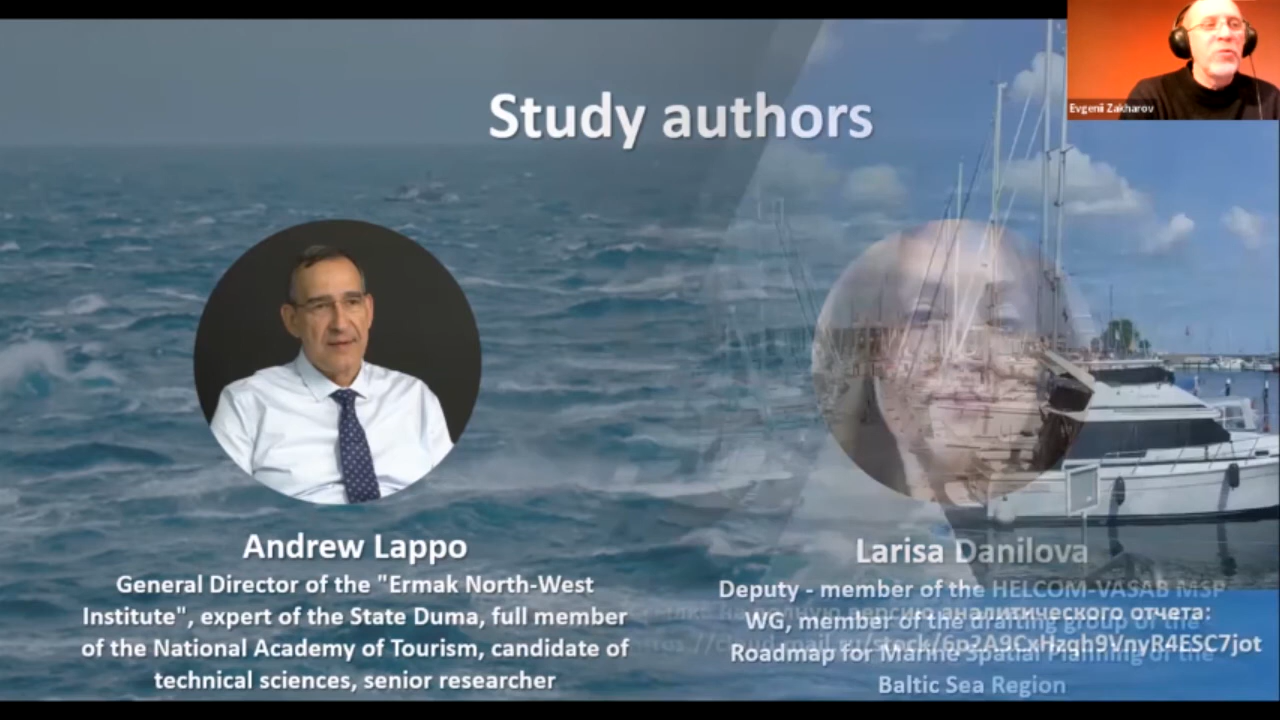 Evgenii Zakharov
Study authors
Andrew Lappo
General Director of the "Ermak North-West
Institute", expert of the State Duma, full member
of the National Academy of Tourism, candidate of
technical sciences, senior researcher
Larisa Danilova
Deputy - member of the HELCOM-VASAB MSP
WG, member of the drafting group of the
Roadmap for Marine Spatial Planning of the
Baltic Sea Region
версию аналитического отчета: